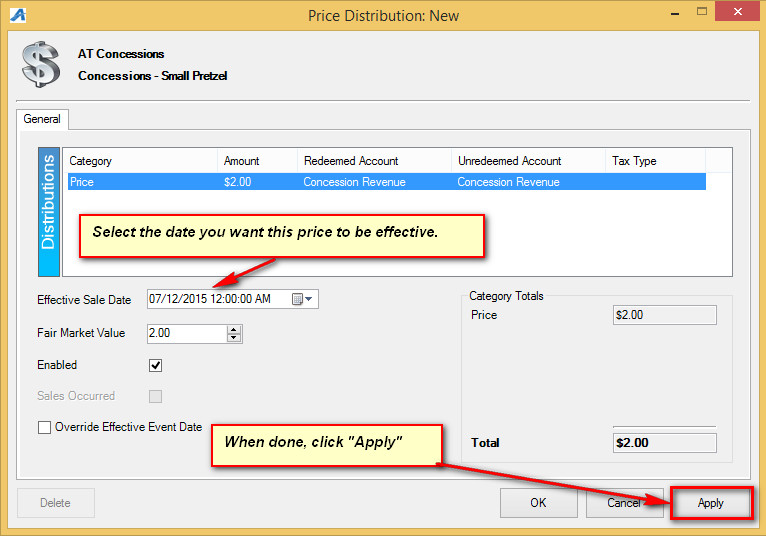 Price Distribution: New
AT Concessions
Concessions - Small Pretzel
General
Distributions
Category Amount Redeemed Account Unredeemed Account Tax Type
Price $2.00 Concession Revenue Concession Revenue
Select the date you want this price to be effective.
Effective Sale Date 07/12/2015 12:00:00 AM
Fair Market Value 2.00
Enabled
Sales Occurred
Override Effective Event Date
Category Totals
Price $2.00
When done, click "Apply"
Total $2.00
Delete OK Cancel Apply